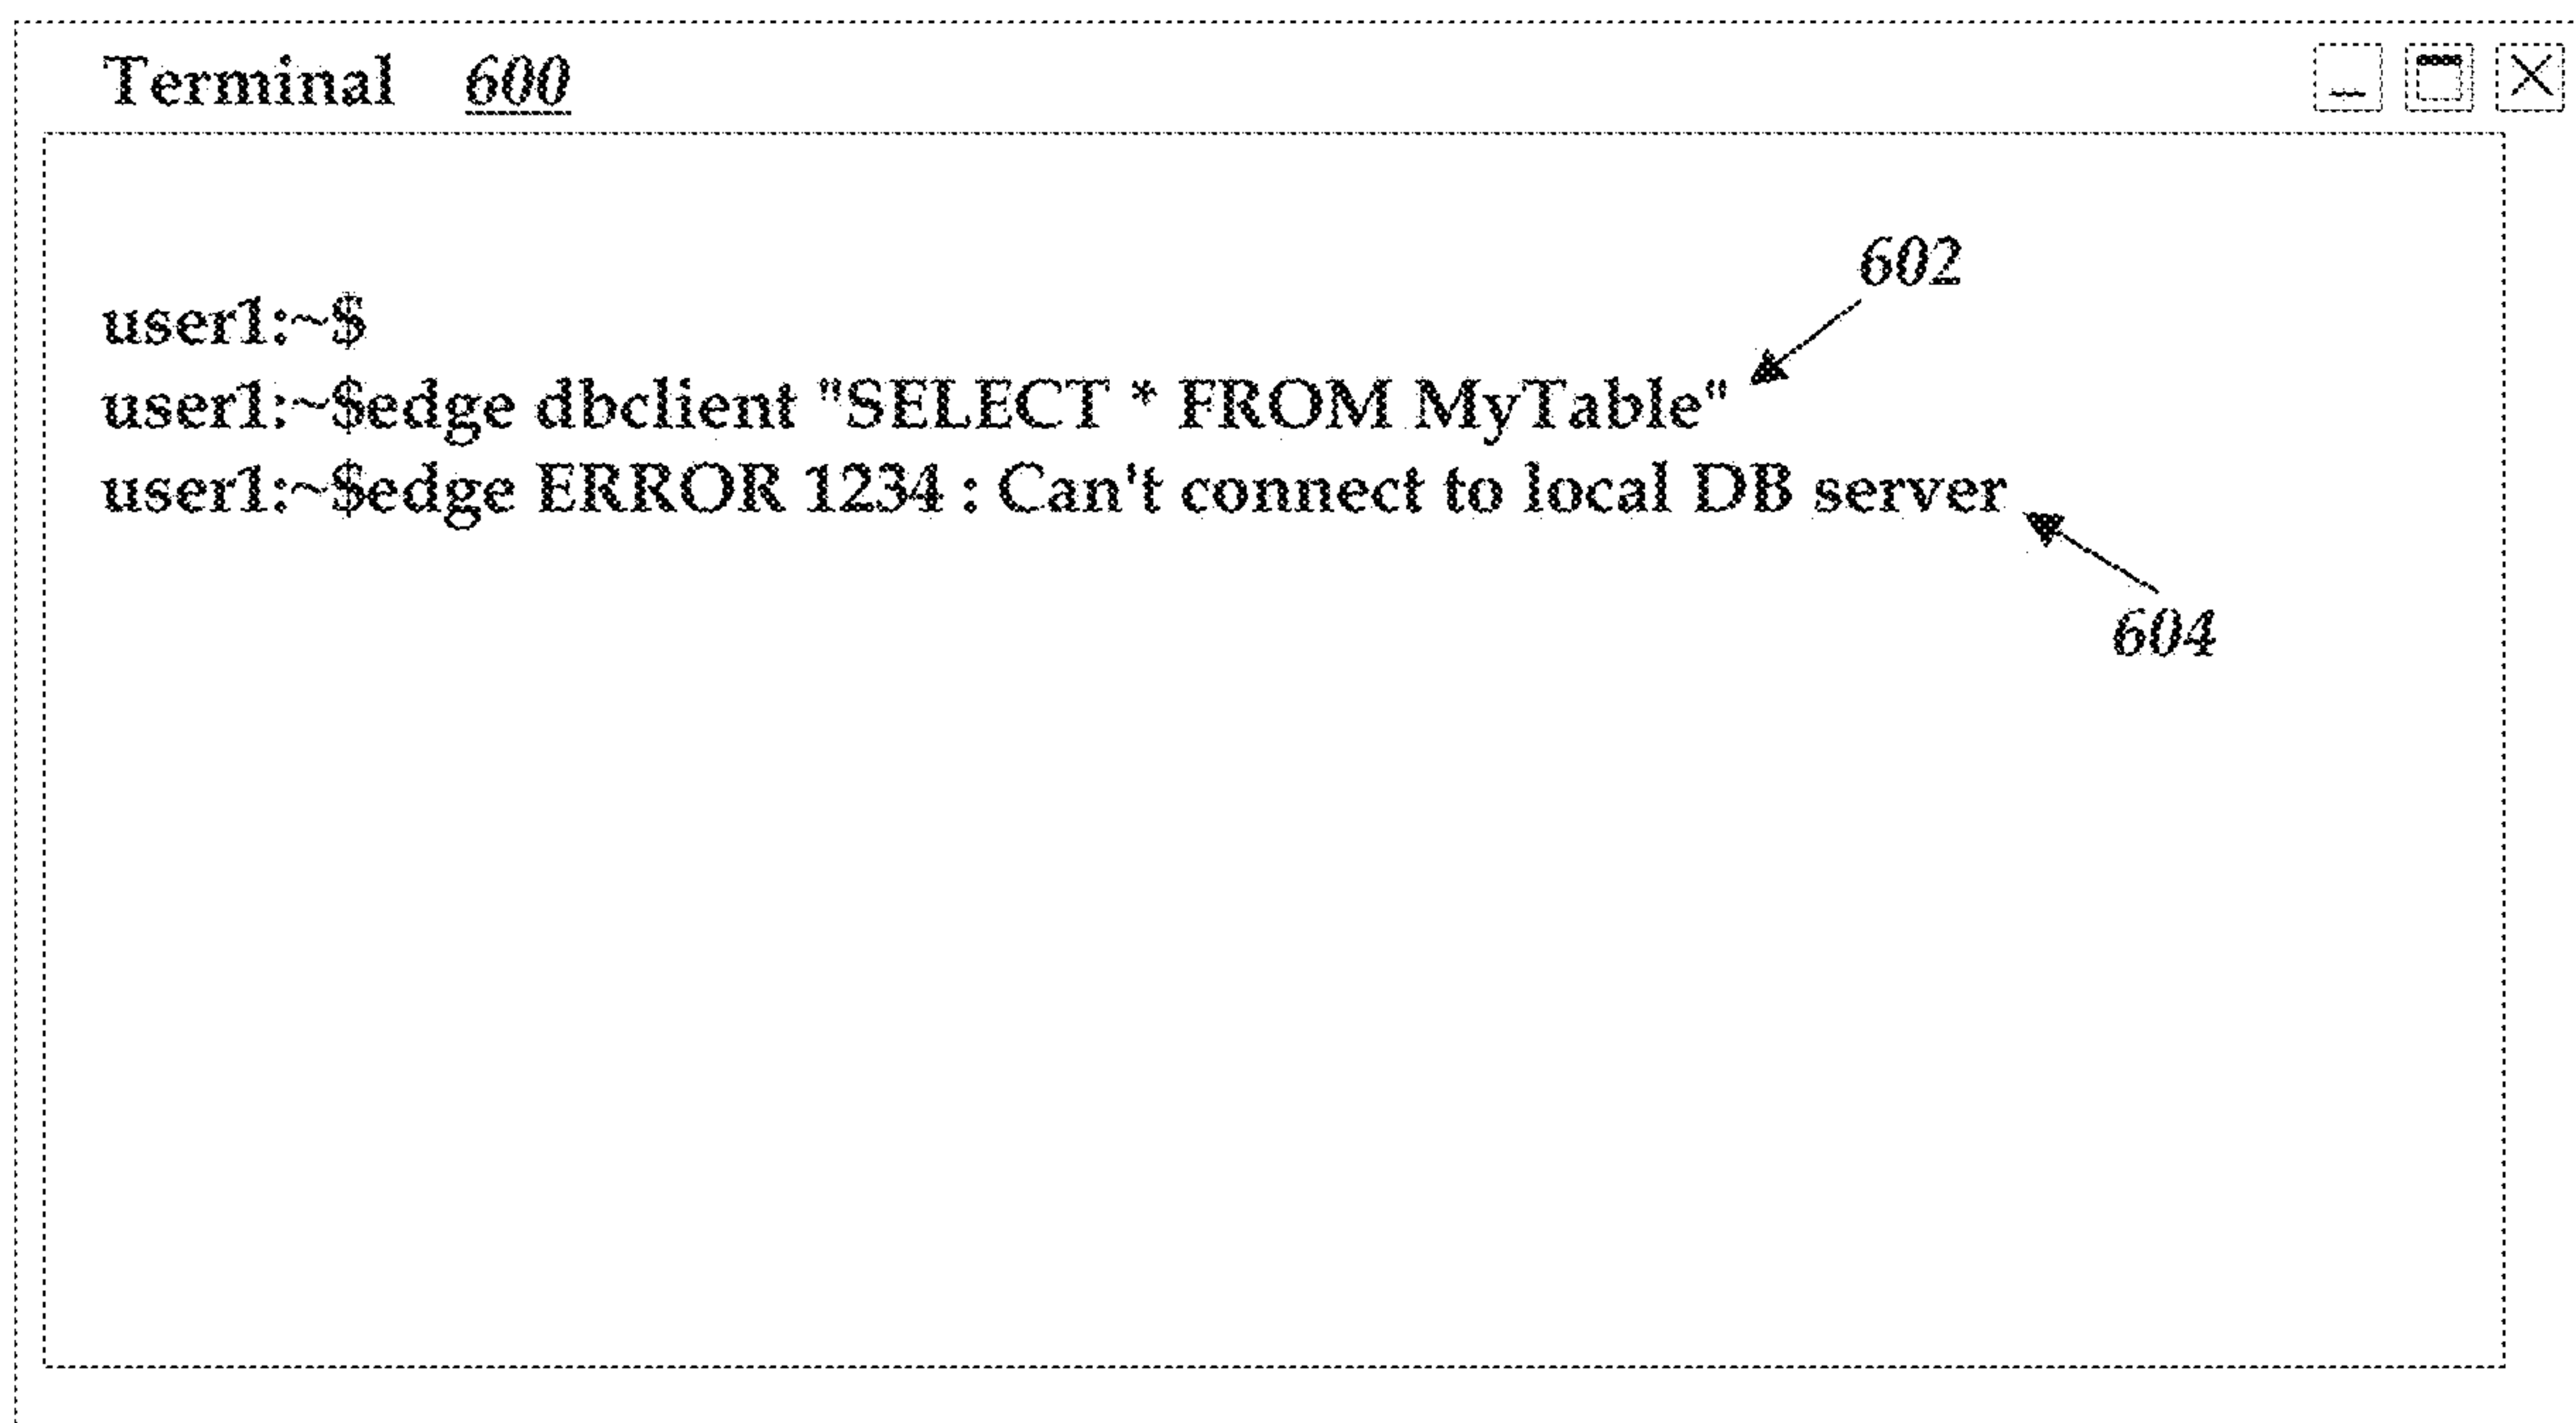 Terminal 600
602
user1:~$
user1:~$edge dbclient "SELECT * FROM MyTable"
user1:~$edge ERROR 1234 : Can't connect to local DB server
604